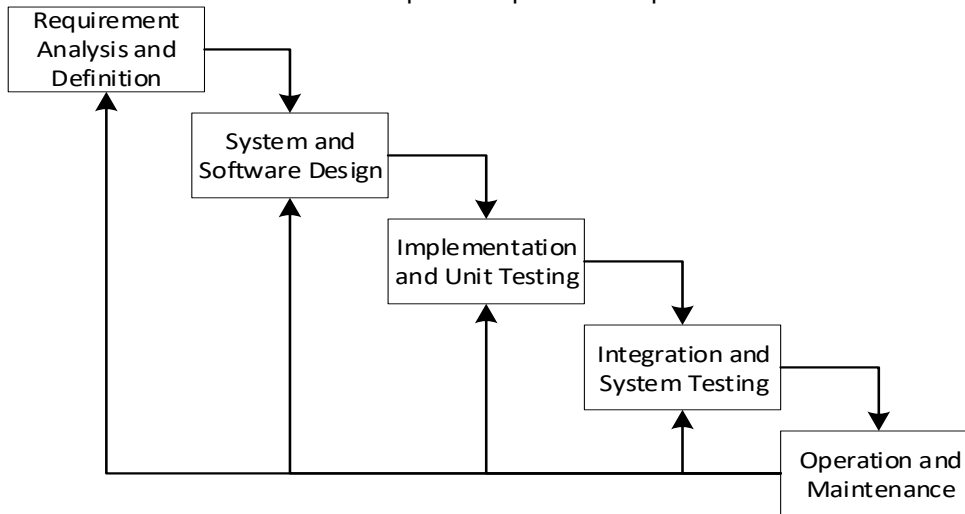 Requirement
Analysis and
Definition
System and
Software Design
Implementation
and Unit Testing
Integration and
System Testing
Operation and
Maintenance